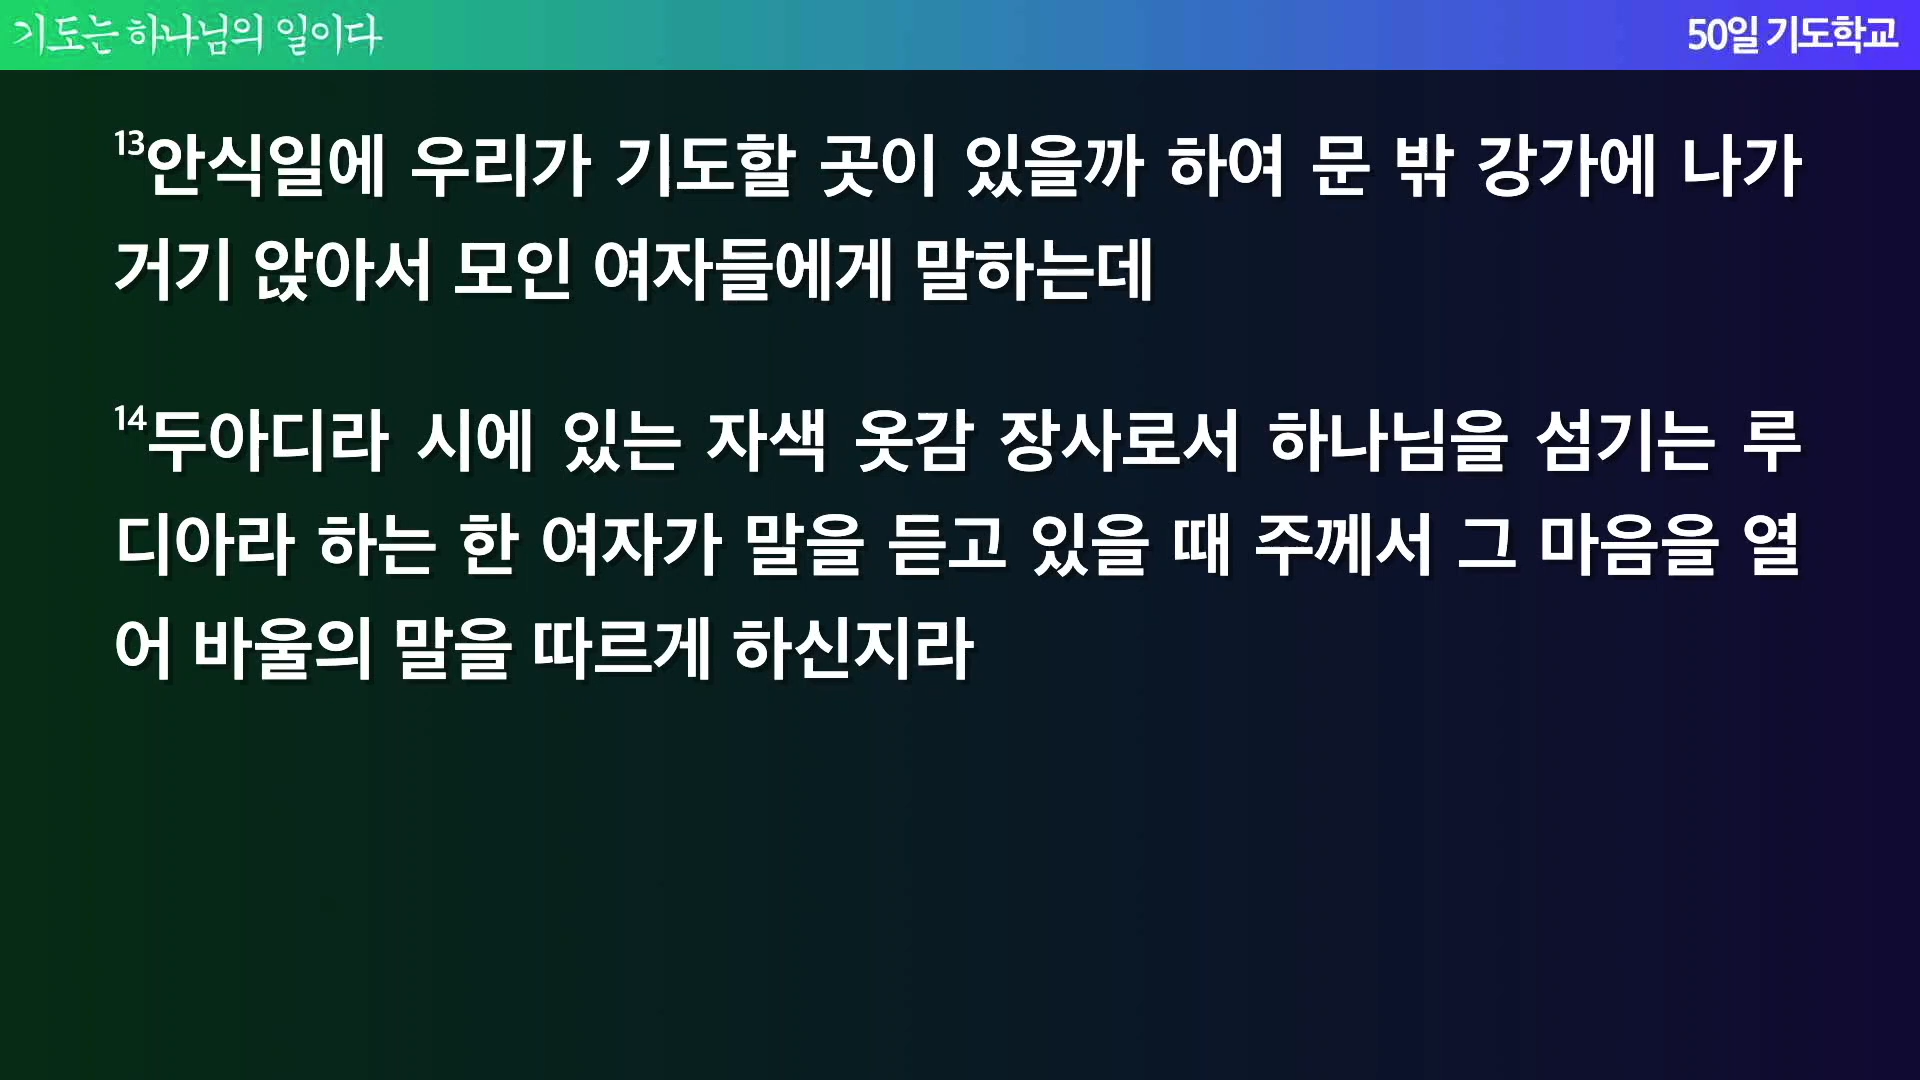 기도는 하나님의 일이다
50일 기도학교
13안식일에 우리가 기도할 곳이 있을까 하여 문 밖 강가에 나가
거기 앉아서 모인 여자들에게 말하는데
14두아디라 시에 있는 자색 옷감 장사로서 하나님을 섬기는 루
디아라 하는 한 여자가 말을 듣고 있을 때 주께서 그 마음을 열
어 바울의 말을 따르게 하신지라